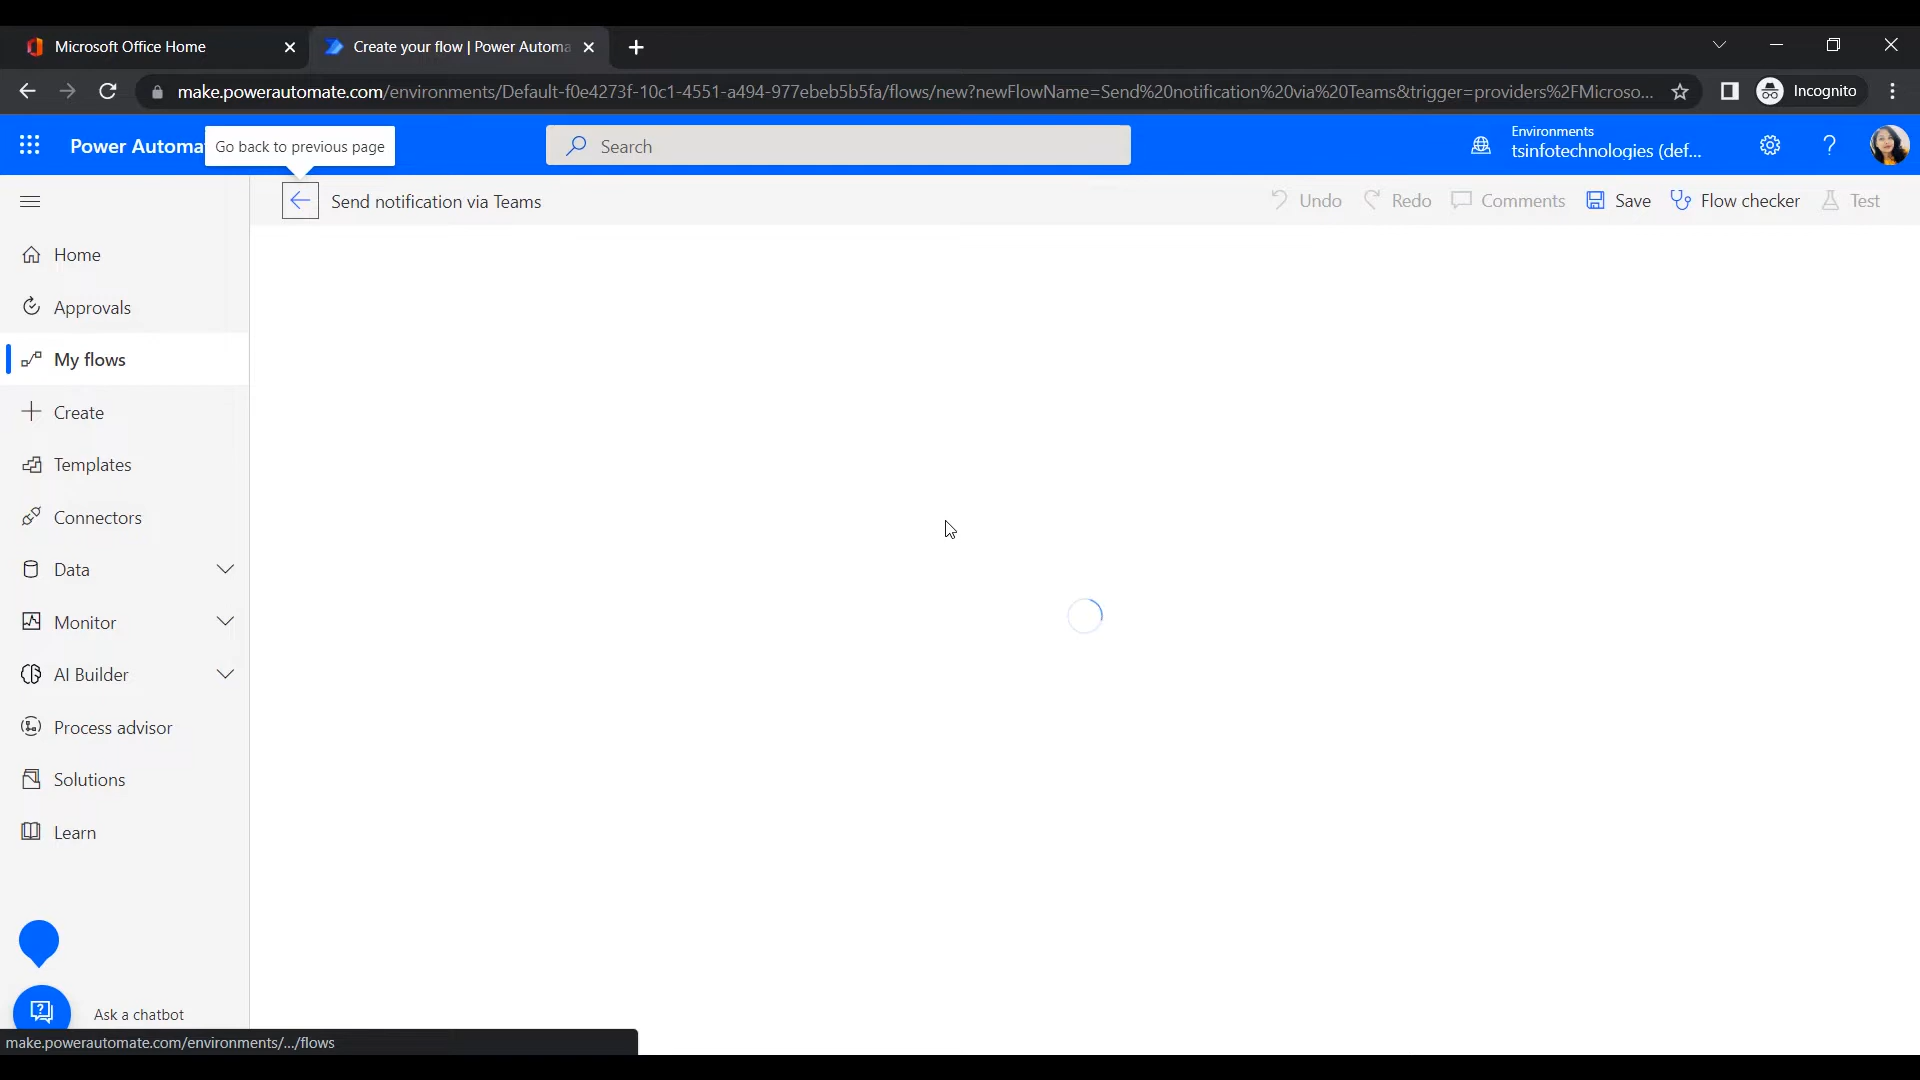 Microsoft Office Home
Create your flow | Power Automa
make.powerautomate.com/environments/Default-f0e4273f-10c1-4551-a494-977ebeb5b5fa/flows/new?newFlowName=Send%20notification%20via%20Teams&trigger=providers%2FMicroso...
Incognito
Power Automa
Go back to previous page
Search
Environments
tsinfotechnologies (def...
Send notification via Teams
Undo
Redo
Comments
Save
Flow checker
Test
Home
Approvals
My flows
Create
Templates
Connectors
Data
Monitor
AI Builder
Process advisor
Solutions
Learn
Ask a chatbot
make.powerautomate.com/environments/.../flows